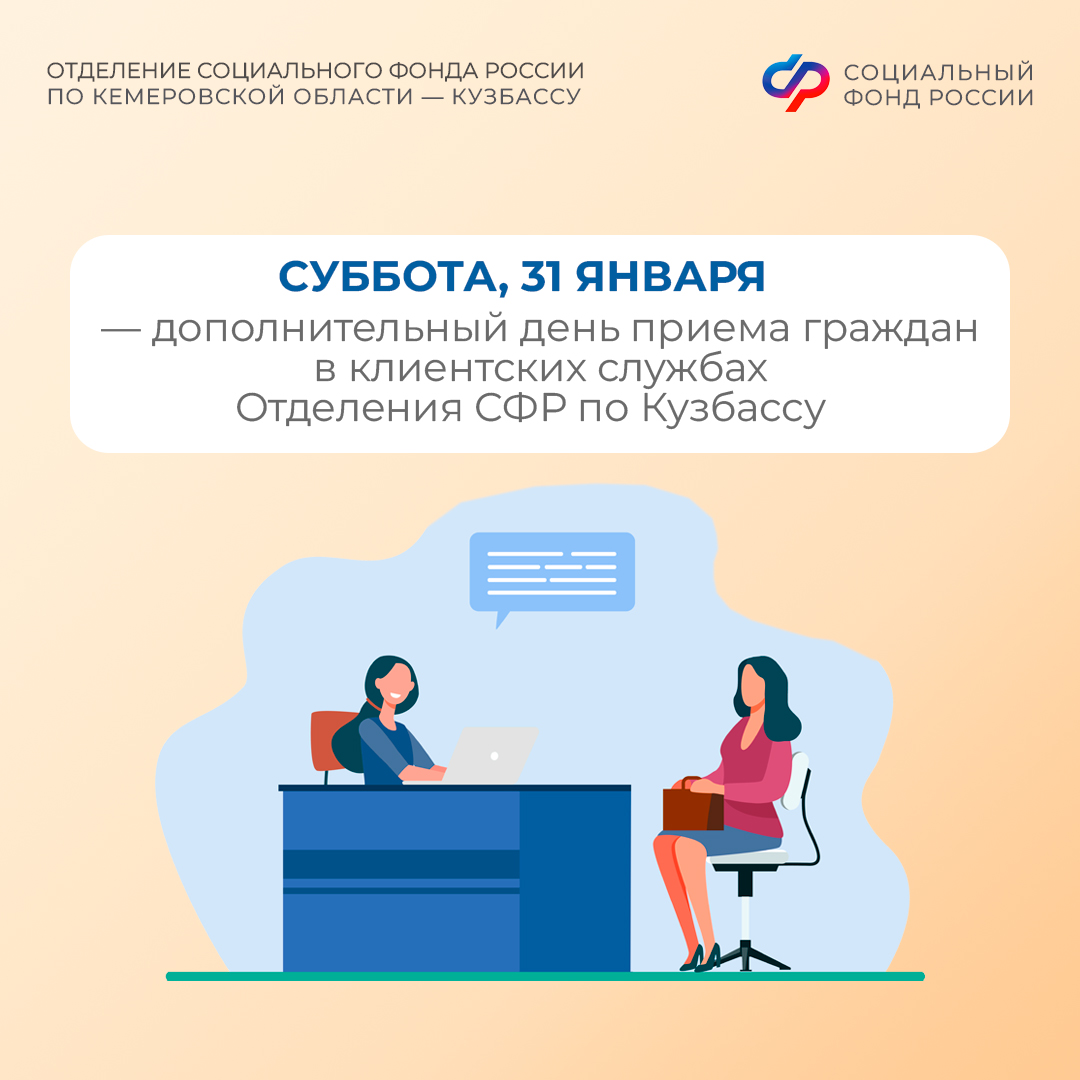 ОТДЕЛЕНИЕ СОЦИАЛЬНОГО ФОНДА РОССИИ
ПО КЕМЕРОВСКОЙ ОБЛАСТИ — КУЗБАССУ
СОЦИАЛЬНЫЙ
ФОНД РОССИИ
СУББОТА, 31 ЯНВАРЯ
— дополнительный день приема граждан
в клиентских службах
Отделения СФР по Кузбассу